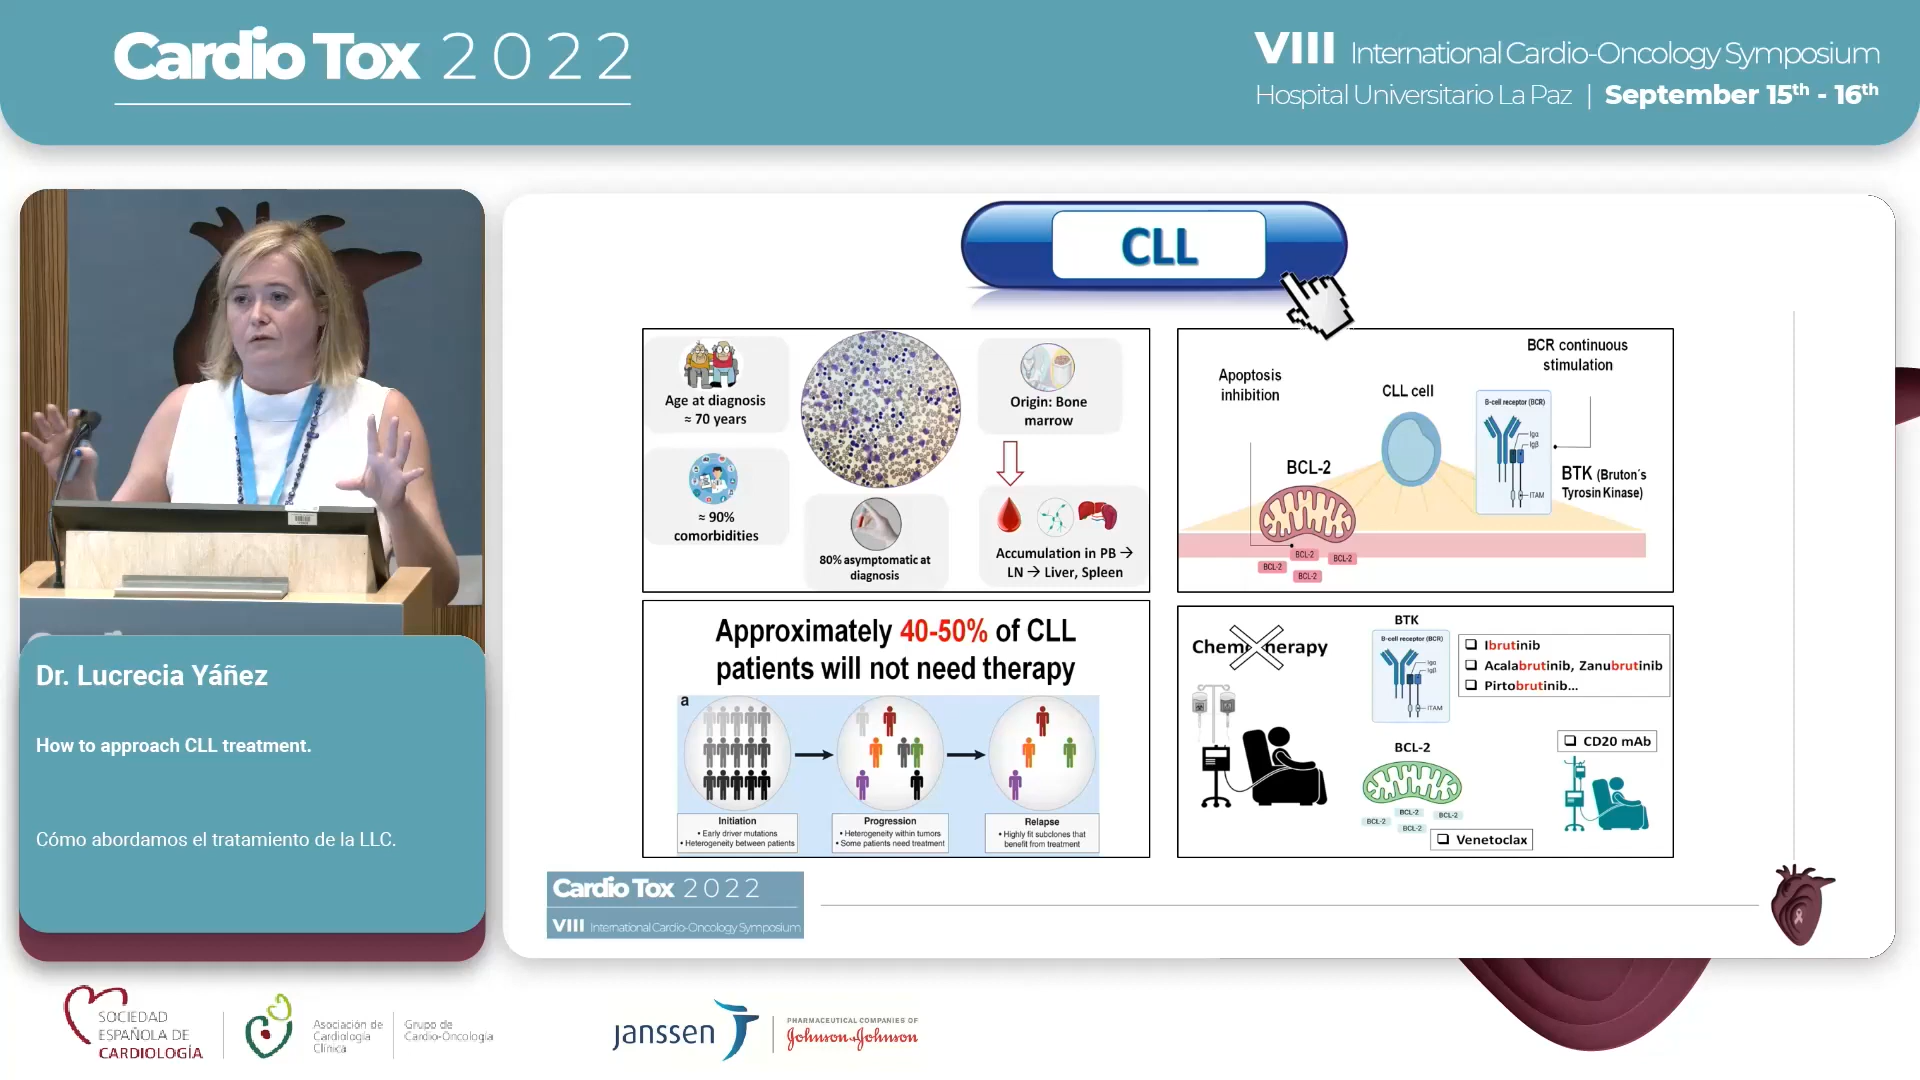 Cardio Tox 2022
VIII International Cardio-Oncology Symposium
Hospital Universitario La Paz | September 15th - 16th
Dr. Lucrecia Yáñez
How to approach CLL treatment.
Cómo abordamos el tratamiento de la LLC.
CLL
Age at diagnosis
≈ 70 years
≈ 90%
comorbidities
80% asymptomatic at
diagnosis
Origin: Bone
marrow
Accumulation in PB →
LN → Liver, Spleen
Apoptosis
inhibition
CLL cell
BCR continuous
stimulation
B-cell receptor (BCR)
Igα
Igβ
ITAM
BCL-2
BTK (Bruton´s
Tyrosin Kinase)
BCL-2
BCL-2
BCL-2
BCL-2
Approximately 40-50% of CLL
patients will not need therapy
a
Initiation
• Early driver mutations
• Heterogeneity between patients
Progression
• Heterogeneity within tumors
• Some patients need treatment
Relapse
• Highly fit subclones that
benefit from treatment
Chemotherapy
BTK
B-cell receptor (BCR)
Igα
Igβ
ITAM
❑ Ibrutinib
❑ Acalabrutinib, Zanubrutinib
❑ Pirtobrutinib...
❑ CD20 mAb
BCL-2
BCL-2
BCL-2
BCL-2
BCL-2
❑ Venetoclax
Cardio Tox 2022
VIII International Cardio-Oncology Symposium
SOCIEDAD
ESPAÑOLA DE
CARDIOLOGÍA
Asociación de
Cardiología
Clínica
Grupo de
Cardio-Oncología
janssen
PHARMACEUTICAL COMPANIES OF
Johnson & Johnson